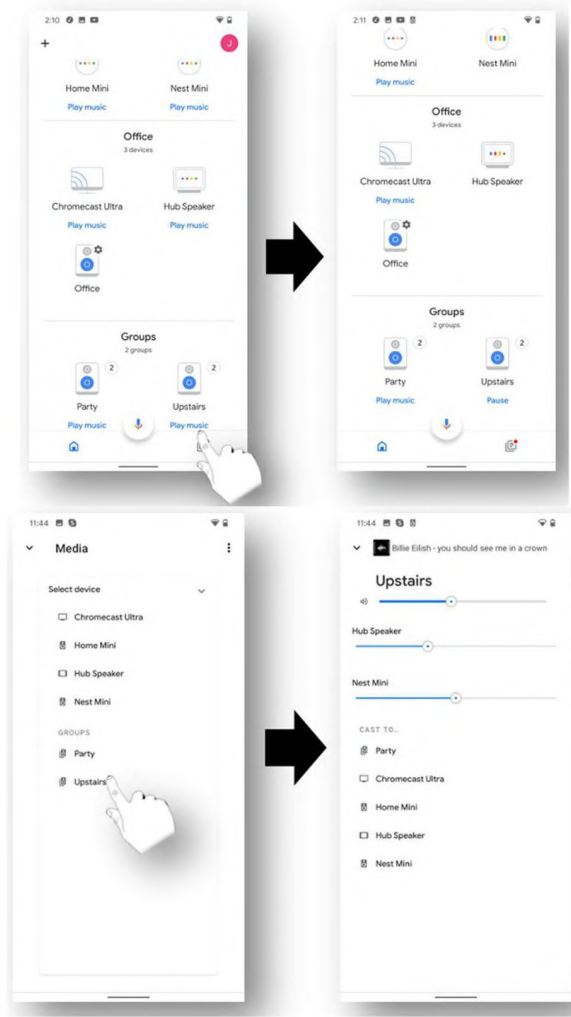 2:10
J
Home Mini Nest Mini
Play music Play music
Office
3 devices
Chromecast Ultra Hub Speaker
Play music Play music
Office
Groups
2 groups
2 2
Party Upstairs
Play music Play music
2:11
Home Mini Nest Mini
Play music
Office
3 devices
Chromecast Ultra Hub Speaker
Play music
Office
Groups
2 groups
2 2
Party Upstairs
Play music Pause
11:44
Media
Select device
Chromecast Ultra
Home Mini
Hub Speaker
Nest Mini
GROUPS
Party
Upstairs
11:44
Billie Eilish - you should see me in a crown
Upstairs
Hub Speaker
Nest Mini
CAST TO...
Party
Chromecast Ultra
Home Mini
Hub Speaker
Nest Mini